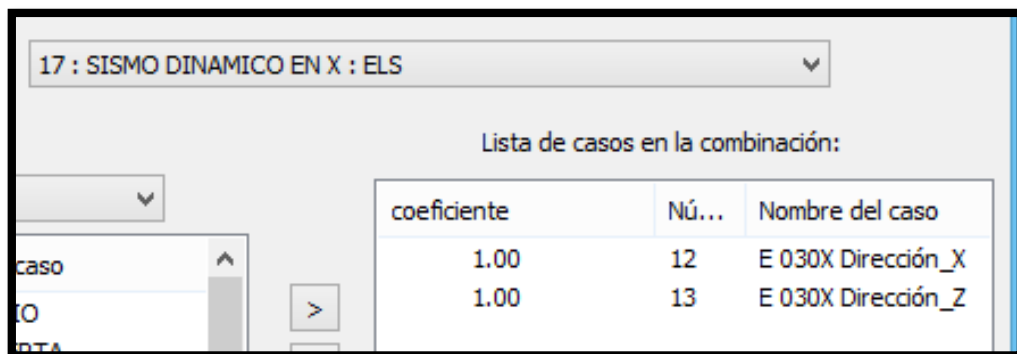 17 : SISMO DINAMICO EN X : ELS
Lista de casos en la combinación:
coeficiente Nú... Nombre del caso
1.00 12 E 030X Dirección_X
1.00 13 E 030X Dirección_Z
caso
IO
>